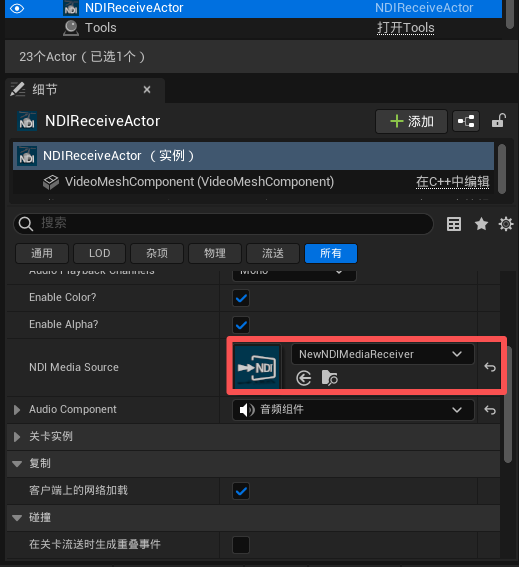 NDIReceiveActor NDIReceiveActor
Tools 打开Tools
23个Actor（已选1个）
细节 ×
NDI NDIReceiveActor 添加
NDI NDIReceiveActor （实例）
VideoMeshComponent (VideoMeshComponent) 在C++中编辑
搜索
通用 LOD 杂项 物理 流送 所有
Audio Playback Channels Mono
Enable Color?
Enable Alpha?
NDI Media Source NDI NewNDIMediaReceiver
Audio Component 音频组件
关卡实例
复制
客户端上的网络加载
碰撞
在关卡流送时生成重叠事件